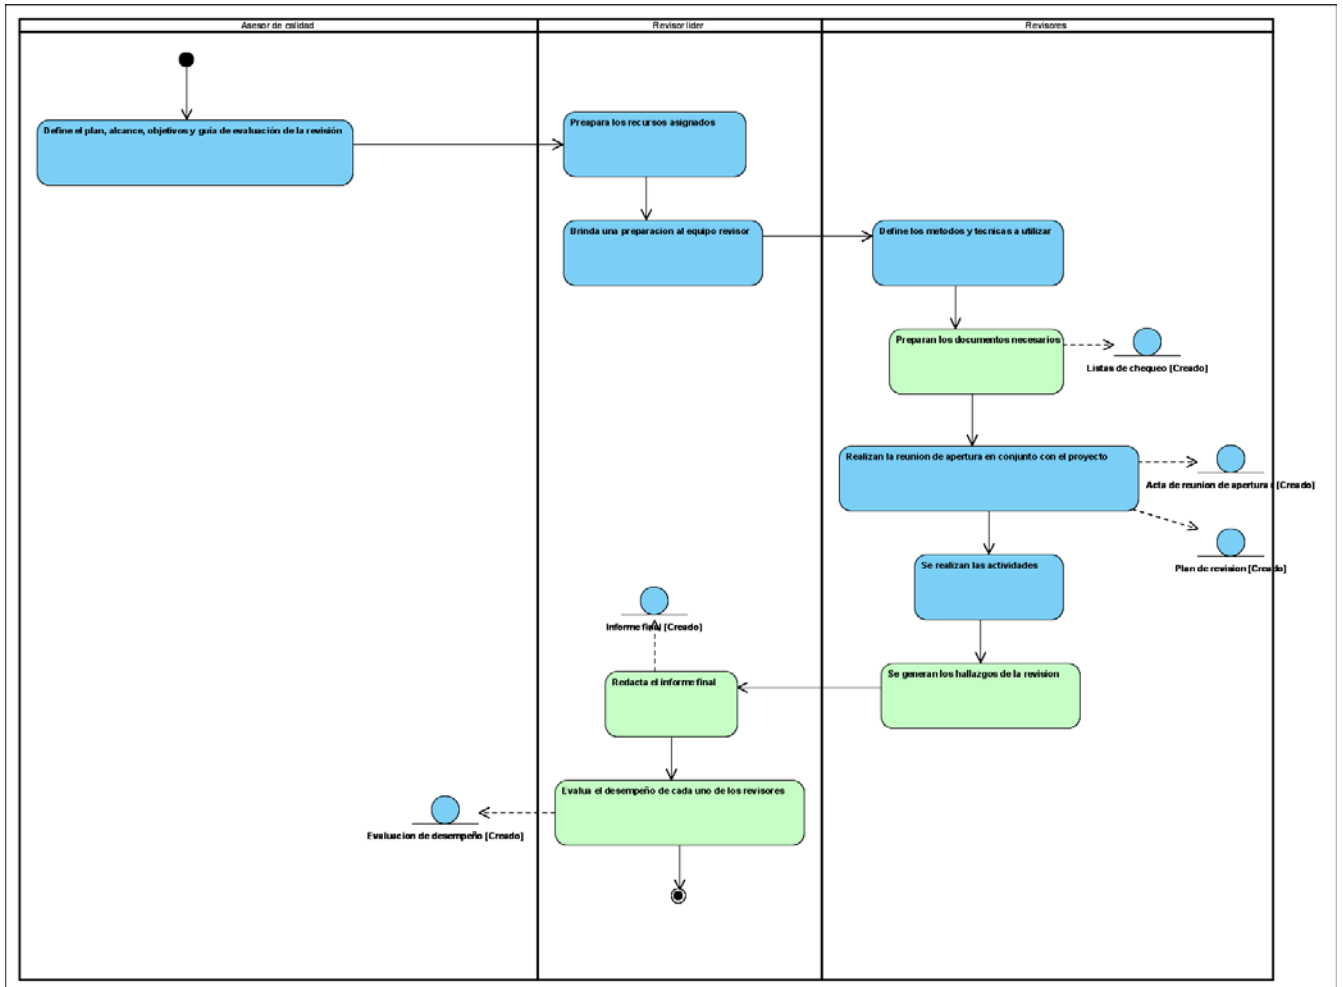 Asesor de calidad
Revisor líder
Revisores
Define el plan, alcance, objetivos y guía de evaluación de la revisión
Preapara los recursos asignados
Brinda una preparacion al equipo revisor
Define los metodos y tecnicas a utilizar
Preparan los documentos necesarios
Listas de chequeo [Creado]
Realizan la reunion de apertura en conjunto con el proyecto
Acta de reunion de apertura [Creado]
Plan de revision [Creado]
Se realizan las actividades
Informe final [Creado]
Redacta el informe final
Se generan los hallazgos de la revision
Evalua el desempeño de cada uno de los revisores
Evaluacion de desempeño [Creado]